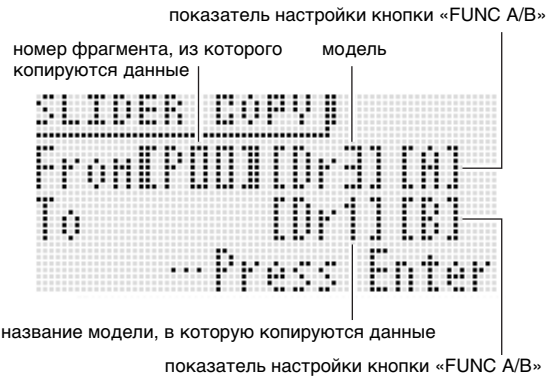 показатель настройки кнопки «FUNC A/B»
номер фрагмента, из которого
копируются данные
модель
SLIDER COPY
From【P000】[Dr3] [A]
To [Dr1] [B]
…Press Enter
название модели, в которую копируются данные
показатель настройки кнопки «FUNC A/B»